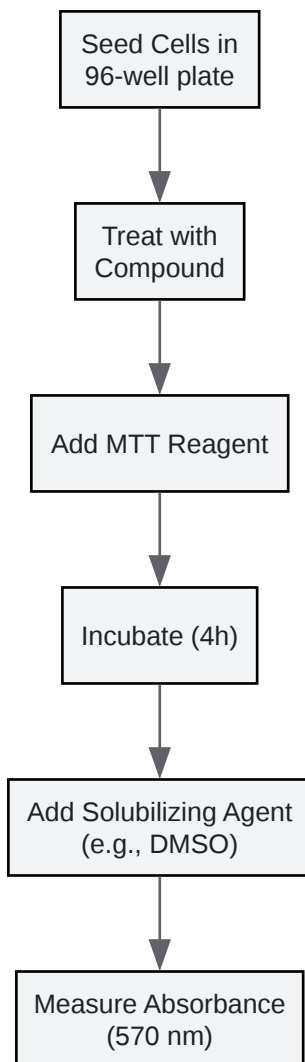 Seed Cells in
96-well plate
Treat with
Compound
Add MTT Reagent
Incubate (4h)
Add Solubilizing Agent
(e.g., DMSO)
Measure Absorbance
(570 nm)